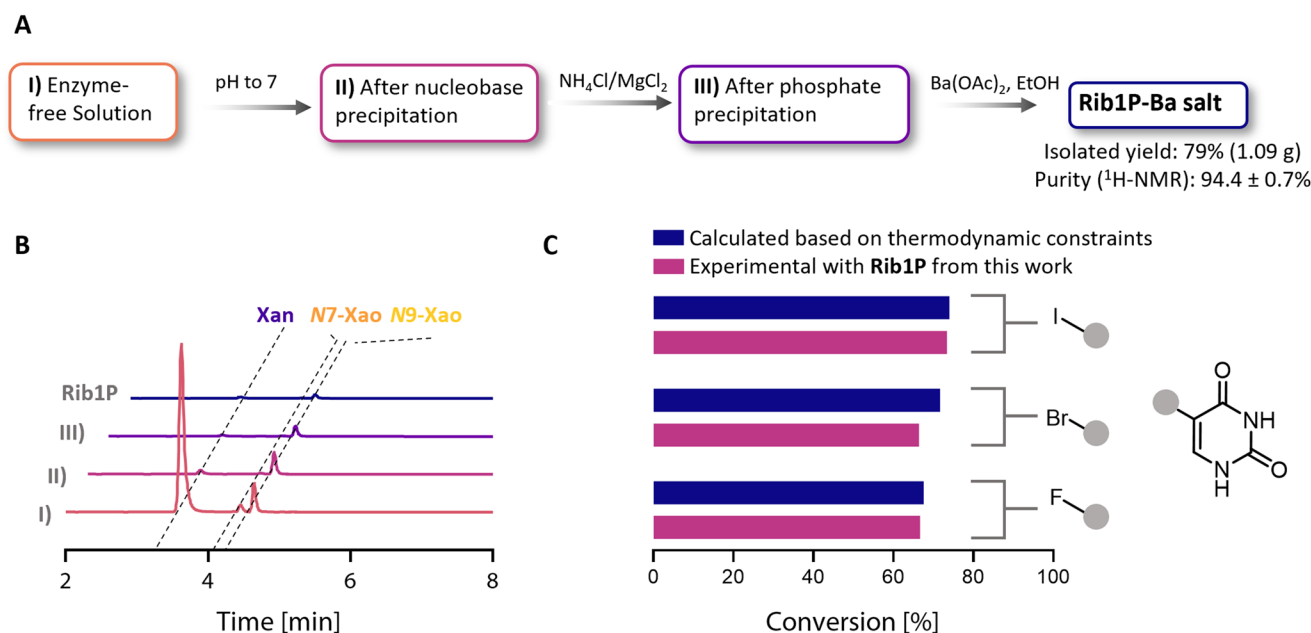 A
I) Enzyme-
free Solution
pH to 7
II) After nucleobase
precipitation
NH4Cl/MgCl2
III) After phosphate
precipitation
Ba(OAc)2, EtOH
Rib1P-Ba salt
Isolated yield: 79% (1.09 g)
Purity (1H-NMR): 94.4 ± 0.7%
B
Xan N7-Xao N9-Xao
Rib1P
III)
II)
I)
2 4 6 8
Time [min]
C
Calculated based on thermodynamic constraints
Experimental with Rib1P from this work
I
Br
F
0 20 40 60 80 100
Conversion [%]
O
NH
N
H
O